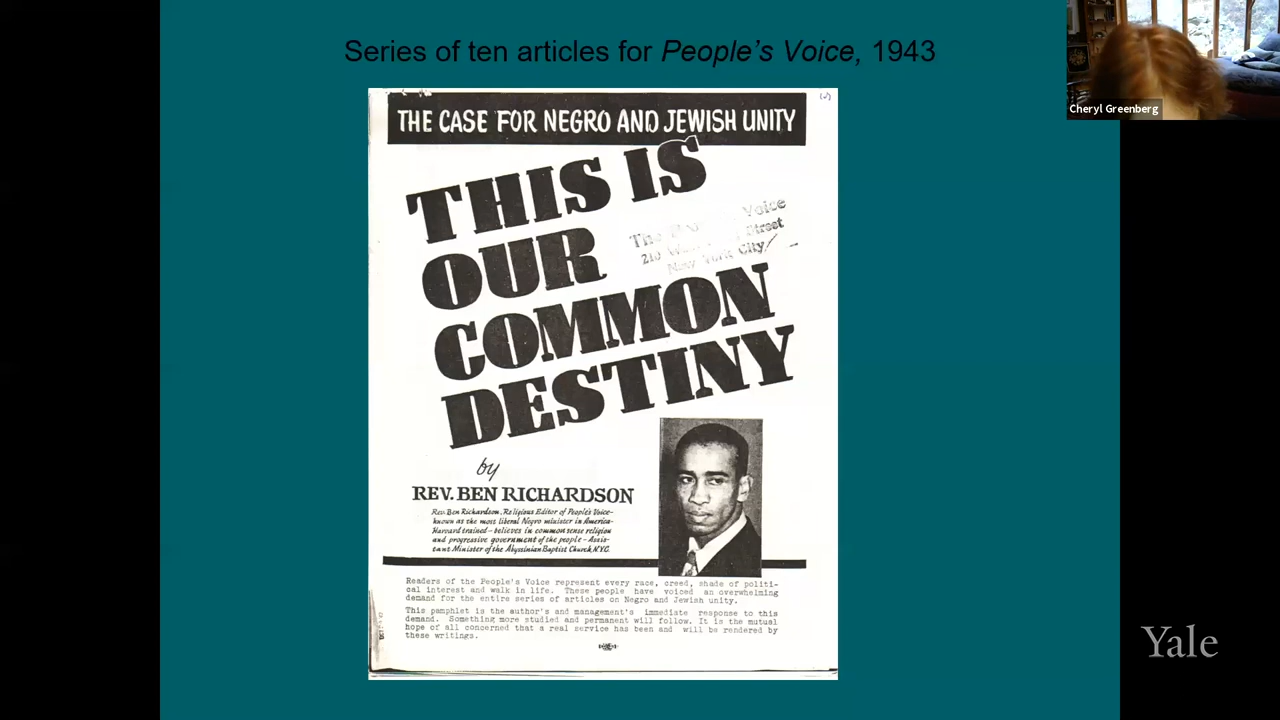 Series of ten articles for People's Voice, 1943
Cheryl Greenberg
THE CASE FOR NEGRO AND JEWISH UNITY
THIS IS
OUR
COMMON
DESTINY
Voice
Street
New York City
by
REV. BEN RICHARDSON
Rev. Ben Richardson, Religious Editor of People's Voice-
known as the most liberal Negro minister in America-
Harvard trained-believes in common sense religion
and progressive government of the people-Assis-
tant Minister of the Abyssinian Baptist Church, N.Y.C.
Readers of the People's Voice represent every race, creed, shade of politi-
cal interest and walk in life. These people have voiced an overwhelming
demand for the entire series of articles on Negro and Jewish unity.
This pamphlet is the author's and management's immediate response to this
demand. Something more studied and permanent will follow. It is the mutual
hope of all concerned that a real service has been and will be rendered by
these writings.
Yale